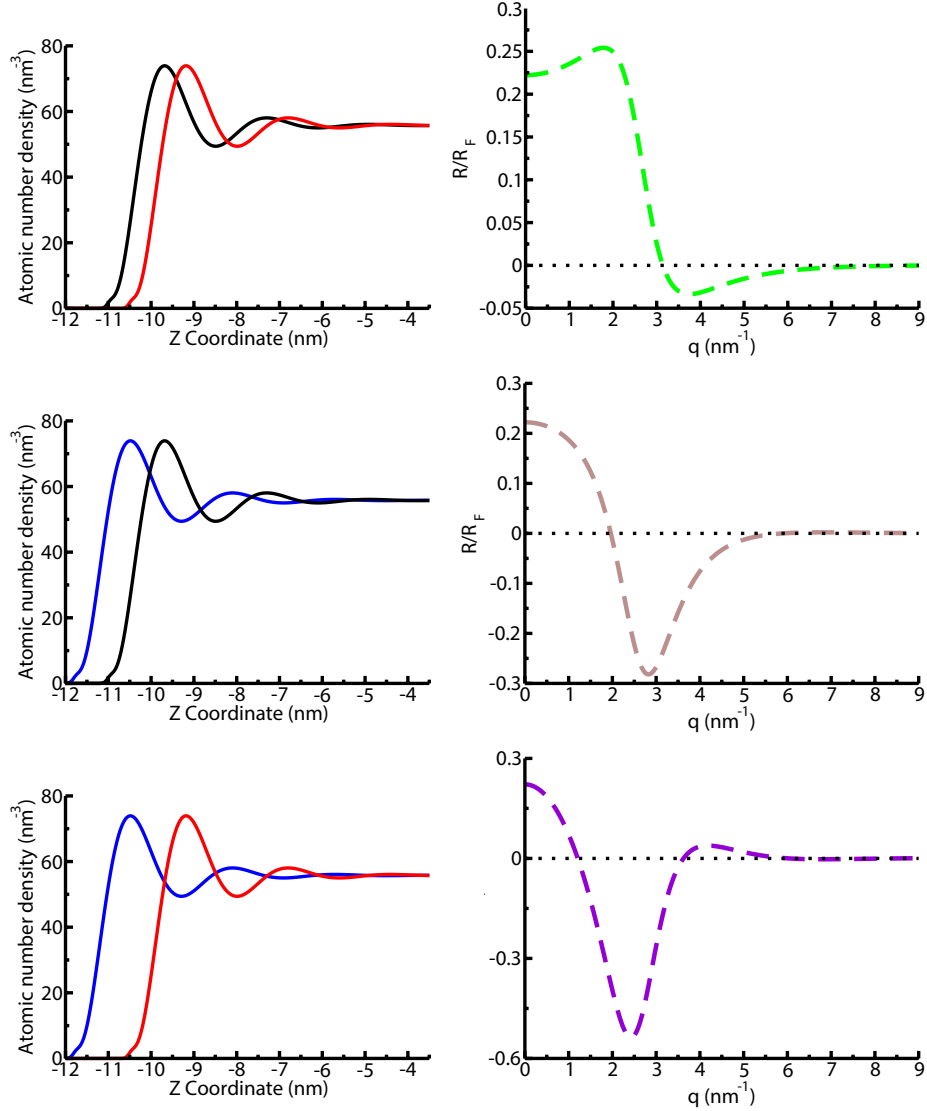 80
60
40
20
0
Atomic number density (nm-3)
-12 -11 -10 -9 -8 -7 -6 -5 -4
Z Coordinate (nm)
0.3
0.25
0.2
0.15
0.1
0.05
0
-0.05
R/RF
0 1 2 3 4 5 6 7 8 9
q (nm-1)
80
60
40
20
0
Atomic number density (nm-3)
-12 -11 -10 -9 -8 -7 -6 -5 -4
Z Coordinate (nm)
0.3
0.2
0.1
0
-0.1
-0.2
-0.3
R/RF
0 1 2 3 4 5 6 7 8 9
q (nm-1)
80
60
40
20
0
Atomic number density (nm-3)
-12 -11 -10 -9 -8 -7 -6 -5 -4
Z Coordinate (nm)
0.3
0
-0.3
-0.6
0 1 2 3 4 5 6 7 8 9
q (nm-1)